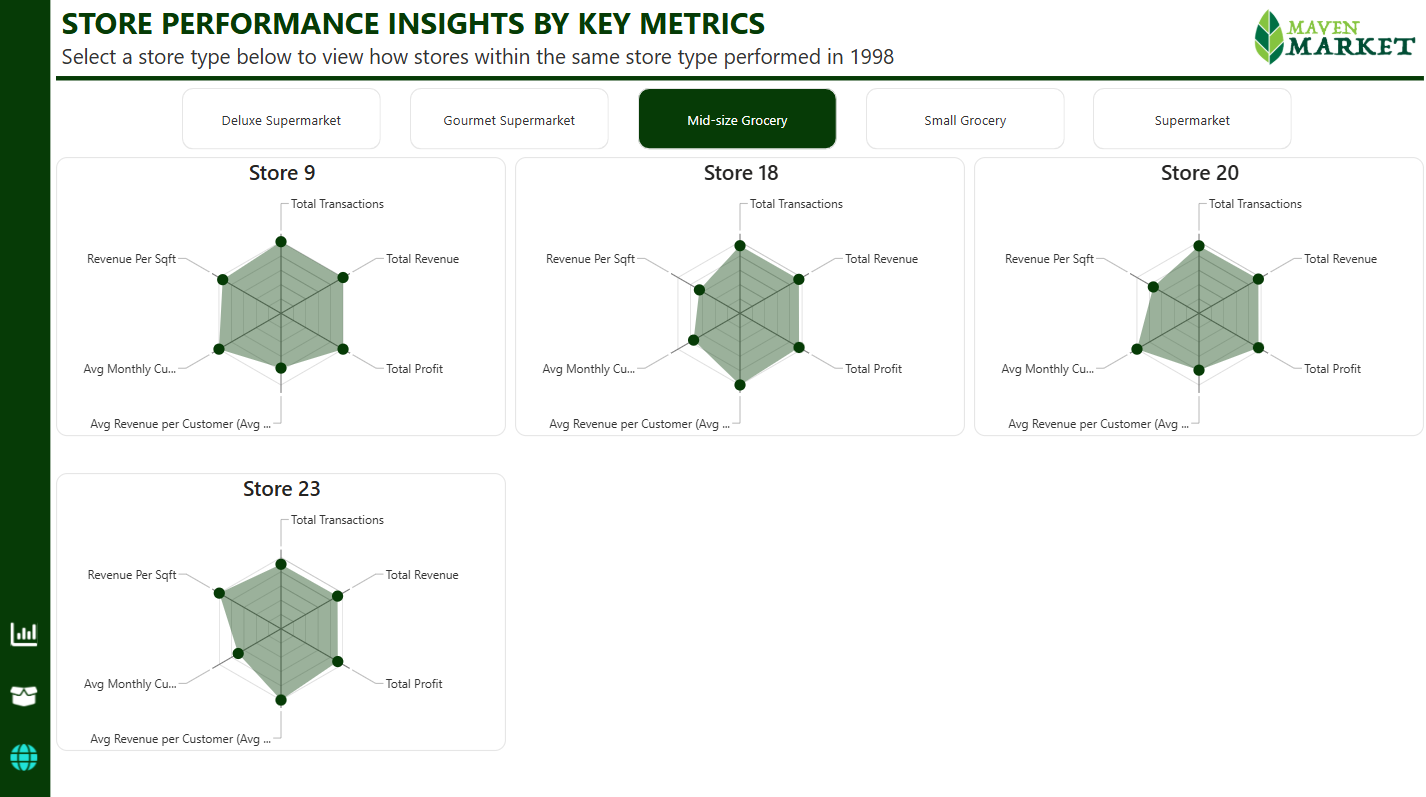 STORE PERFORMANCE INSIGHTS BY KEY METRICS
Select a store type below to view how stores within the same store type performed in 1998
MAVEN
MARKET
Deluxe Supermarket
Gourmet Supermarket
Mid-size Grocery
Small Grocery
Supermarket
Store 9
Total Transactions
Revenue Per Sqft
Total Revenue
Avg Monthly Cu...
Total Profit
Avg Revenue per Customer (Avg ...
Store 18
Total Transactions
Revenue Per Sqft
Total Revenue
Avg Monthly Cu...
Total Profit
Avg Revenue per Customer (Avg ...
Store 20
Total Transactions
Revenue Per Sqft
Total Revenue
Avg Monthly Cu...
Total Profit
Avg Revenue per Customer (Avg ...
Store 23
Total Transactions
Revenue Per Sqft
Total Revenue
Avg Monthly Cu...
Total Profit
Avg Revenue per Customer (Avg ...